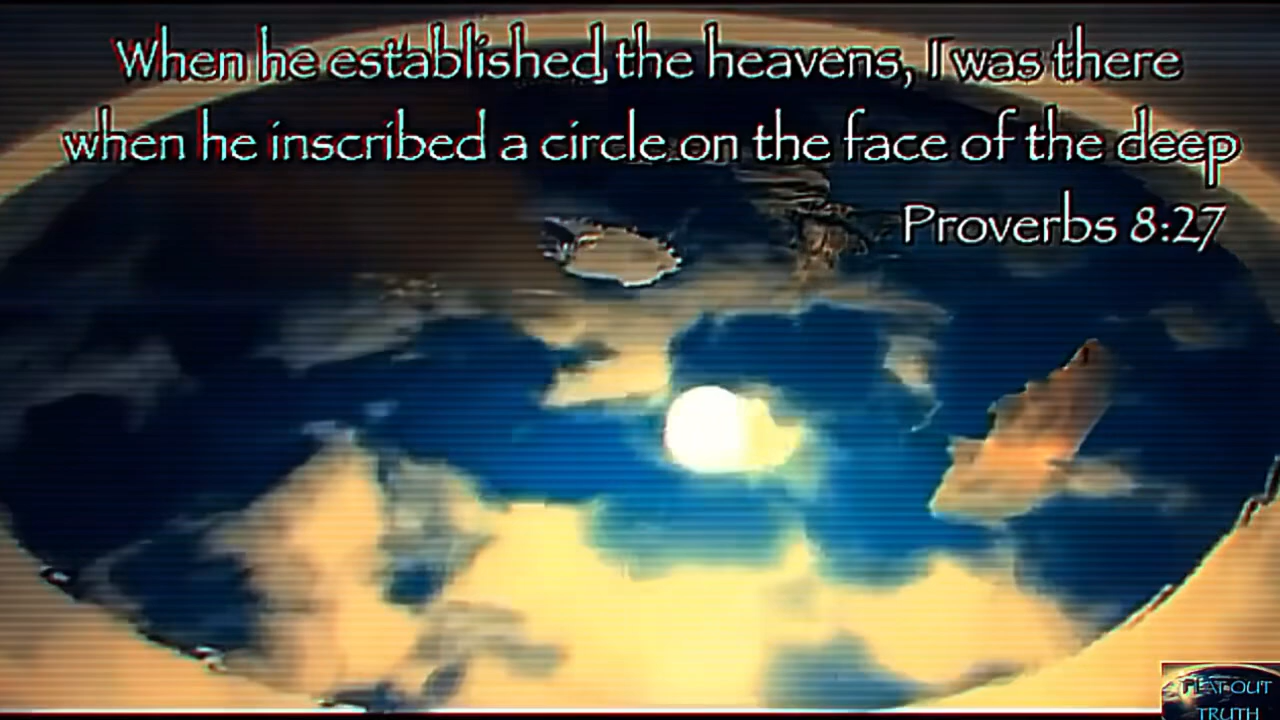 When he established the heavens, I was there
when he inscribed a circle on the face of the deep
Proverbs 8:27
FLAT OUT
TRUTH